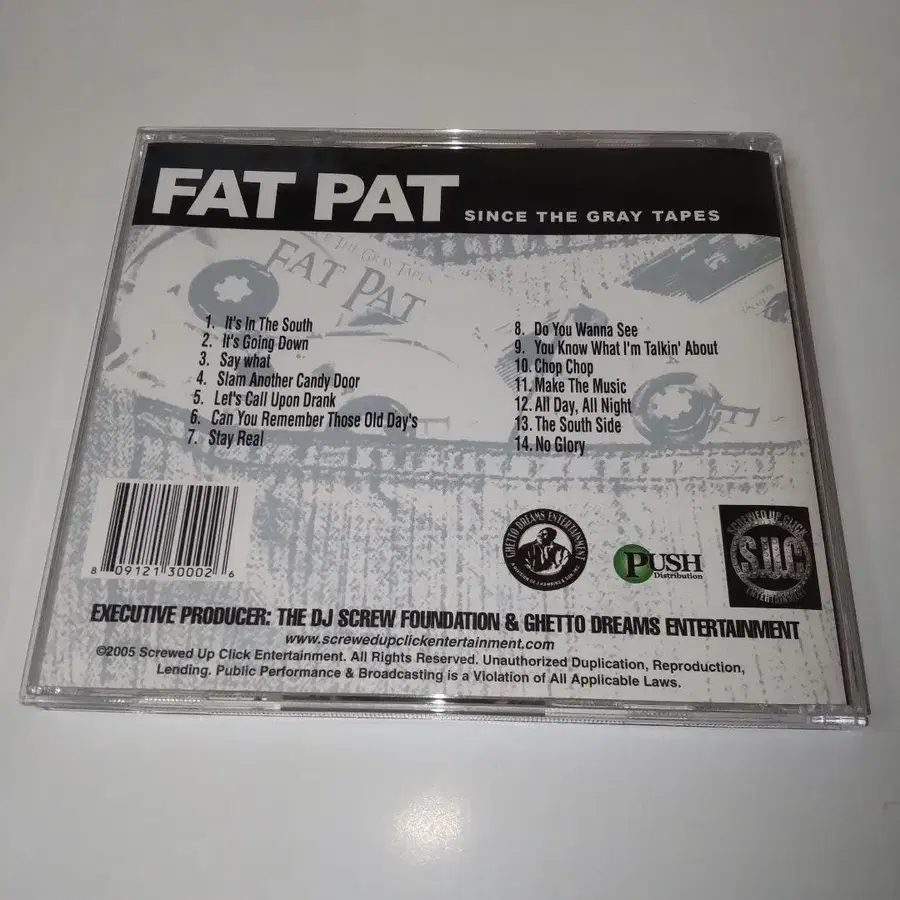 FAT PAT SINCE THE GRAY TAPES
THE GRAY TAPES
FAT PAT
1. It's In The South
2. It's Going Down
3. Say what
4. Slam Another Candy Door
5. Let's Call Upon Drank
6. Can You Remember Those Old Day's
7. Stay Real
8. Do You Wanna See
9. You Know What I'm Talkin' About
10. Chop Chop
11. Make The Music
12. All Day, All Night
13. The South Side
14. No Glory
8 09121 30002 6
GHETTO DREAMS ENTERTAINMENT
PUSH
Distribution
SCREWED UP CLICK
S.U.C
ENTERTAINMENT
EXECUTIVE PRODUCER: THE DJ SCREW FOUNDATION & GHETTO DREAMS ENTERTAINMENT
www.screwedupclickentertainment.com
©2005 Screwed Up Click Entertainment. All Rights Reserved. Unauthorized Duplication, Reproduction,
Lending. Public Performance & Broadcasting is a Violation of All Applicable Laws.